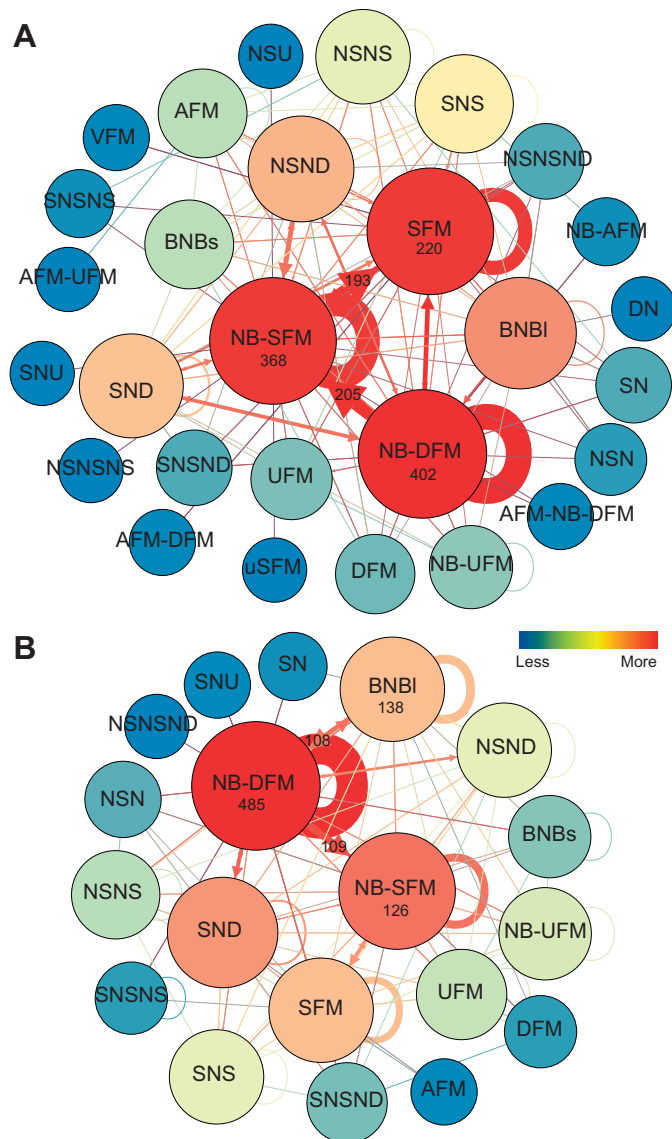 A
NSU
NSNS
AFM
SNS
VFM
NSND
NSNSND
SNSNS
SFM
220
NB-AFM
BNBs
AFM-UFM
193
DN
NB-SFM
368
BNBl
SNU
SND
205
SN
NB-DFM
402
NSNSNS
SNSND
UFM
NSN
AFM-NB-DFM
AFM-DFM
uSFM
DFM
NB-UFM
Less
More
B
SN
SNU
BNBl
138
NSNSND
108
NSND
NB-DFM
485
NSN
BNBs
109
NSNS
NB-SFM
126
SND
NB-UFM
SNSNS
SFM
UFM
DFM
SNS
SNSND
AFM